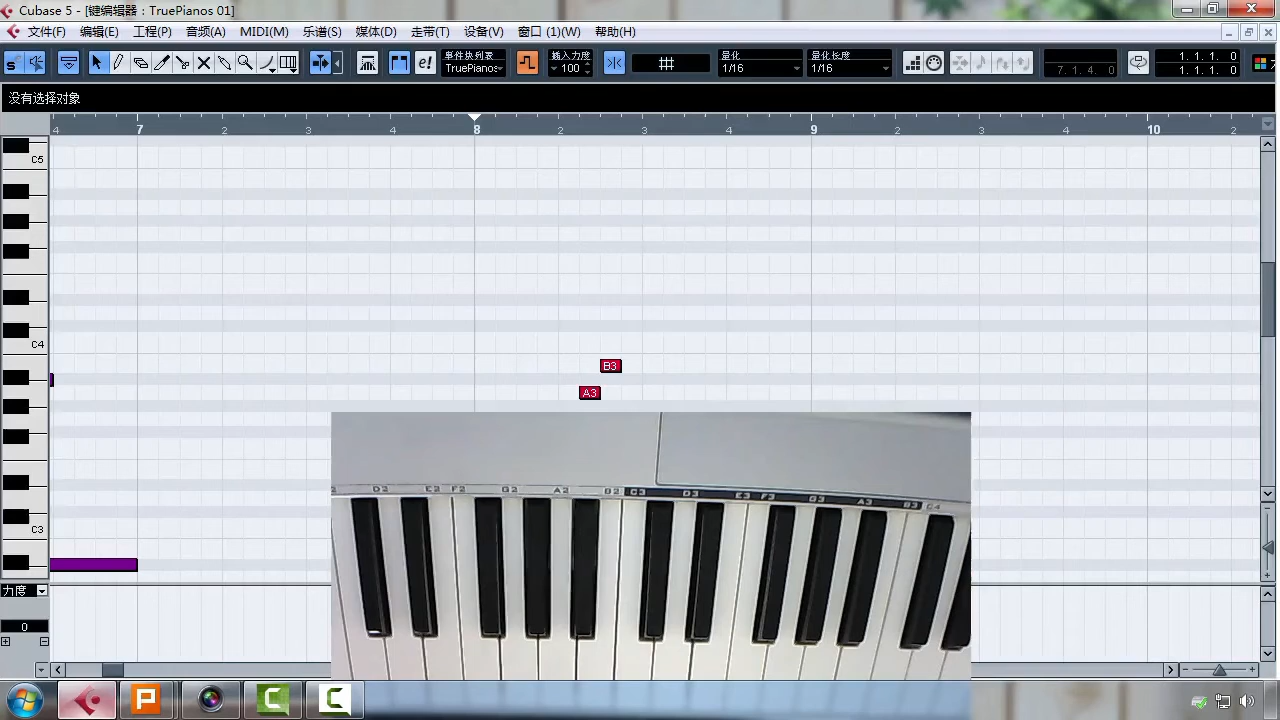 Cubase 5 - [键编辑器：TruePianos 01]
文件(F) 编辑(E) 工程(P) 音频(A) MIDI(M) 乐谱(S) 媒体(D) 走带(T) 设备(V) 窗口 (1)(W) 帮助(H)
事件块列表 输入力度 量化 量化长度 1. 1. 1. 0
TruePianos 100 1/16 1/16 7. 1. 4. 0 1. 1. 1. 0
没有选择对象
4 7 2 3 4 8 2 3 4 9 2 3 4 10 2
C5
C4
B3
A3
D2 E2 F2 G2 A2 B2 C3 D3 E3 F3 G3 A3 B3 C4
C3
力度
0